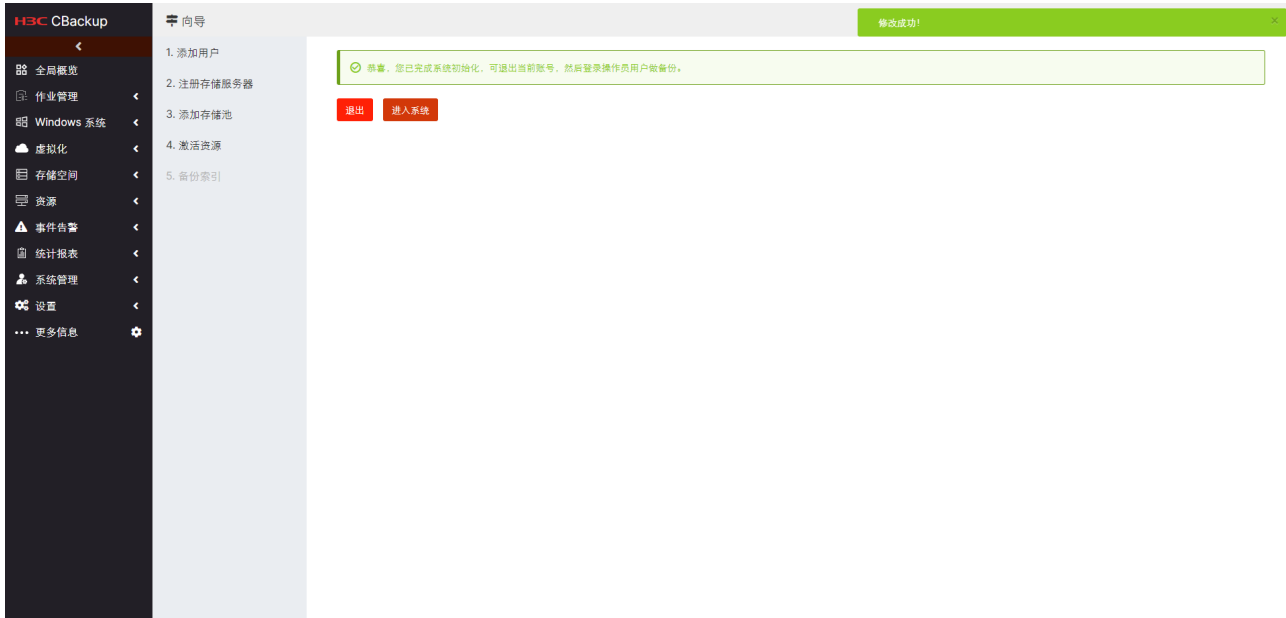 H3C CBackup
全局概览
作业管理
Windows 系统
虚拟化
存储空间
资源
事件告警
统计报表
系统管理
设置
更多信息
向导
修改成功!
1. 添加用户
2. 注册存储服务器
3. 添加存储池
4. 激活资源
5. 备份索引
恭喜，您已完成系统初始化，可退出当前账号，然后登录操作员用户做备份。
退出
进入系统